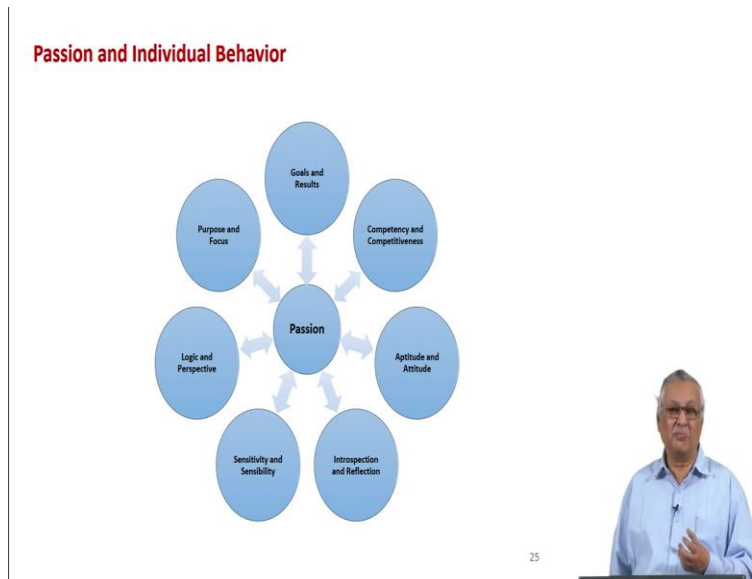 Passion and Individual Behavior
Goals and
Results
Purpose and
Focus
Competency and
Competitiveness
Passion
Logic and
Perspective
Aptitude and
Attitude
Sensitivity and
Sensibility
Introspection
and Reflection
25